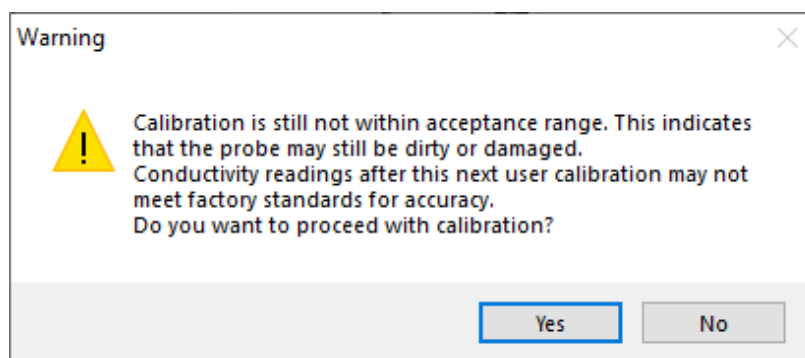 Warning
Calibration is still not within acceptance range. This indicates
that the probe may still be dirty or damaged.
Conductivity readings after this next user calibration may not
meet factory standards for accuracy.
Do you want to proceed with calibration?
Yes
No